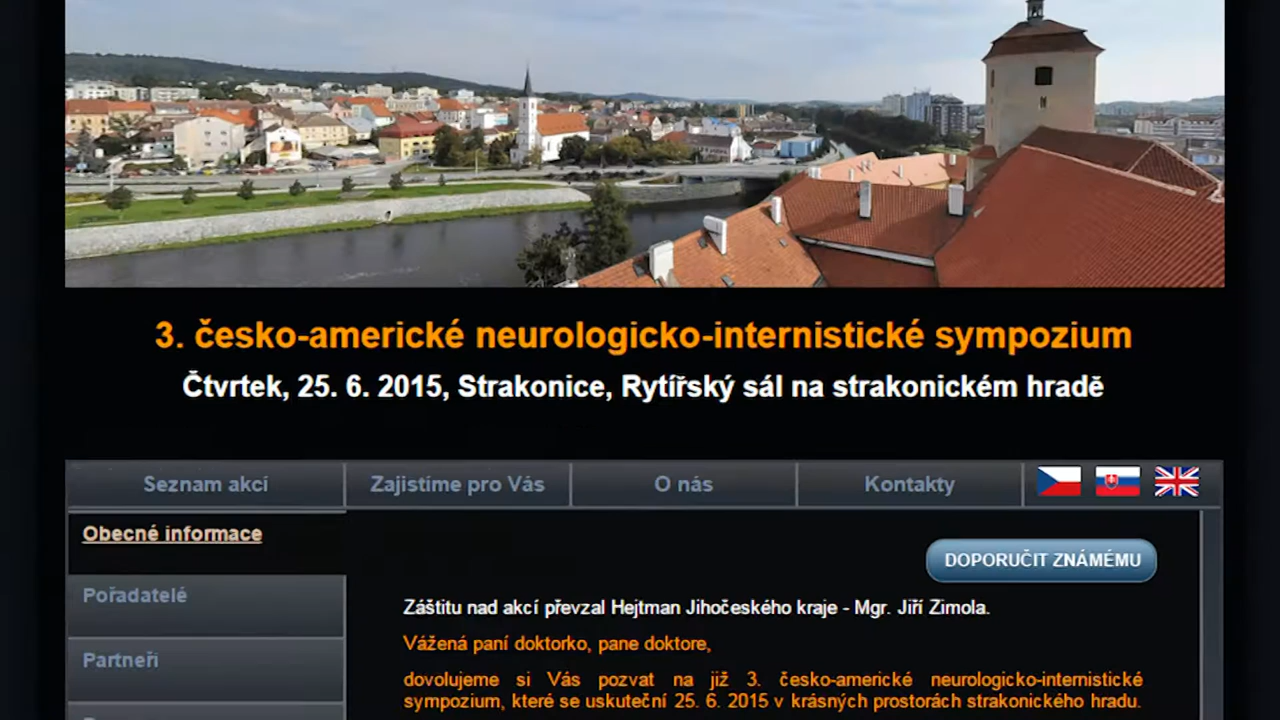 3. česko-americké neurologicko-internistické sympozium
Čtvrtek, 25. 6. 2015, Strakonice, Rytířský sál na strakonickém hradě
Seznam akcí
Zajistíme pro Vás
O nás
Kontakty
Obecné informace
DOPORUČIT ZNÁMÉMU
Pořadatelé
Záštitu nad akcí převzal Hejtman Jihočeského kraje - Mgr. Jiří Zimola.
Vážená paní doktorko, pane doktore,
Partneři
dovolujeme si Vás pozvat na již 3. česko-americké neurologicko-internistické
sympozium, které se uskuteční 25. 6. 2015 v krásných prostorách strakonického hradu.